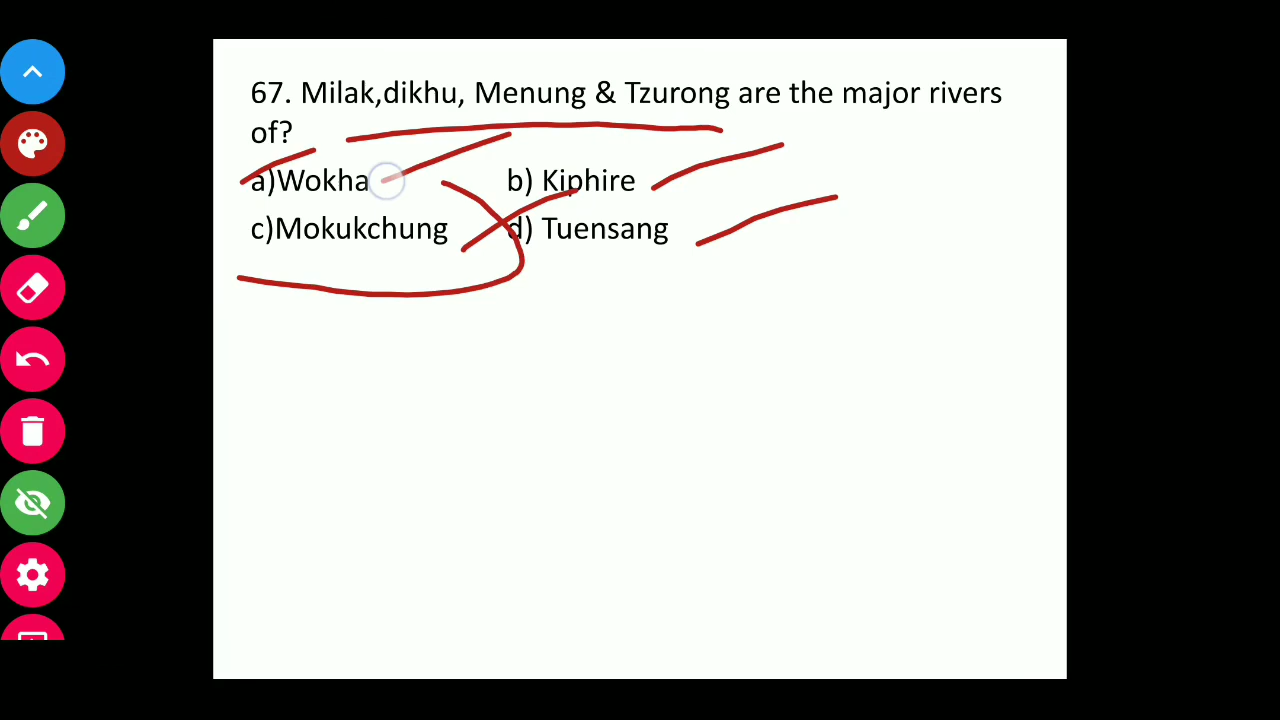 67. Milak,dikhu, Menung & Tzurong are the major rivers
of?
a)Wokha b) Kiphire
c)Mokukchung d) Tuensang